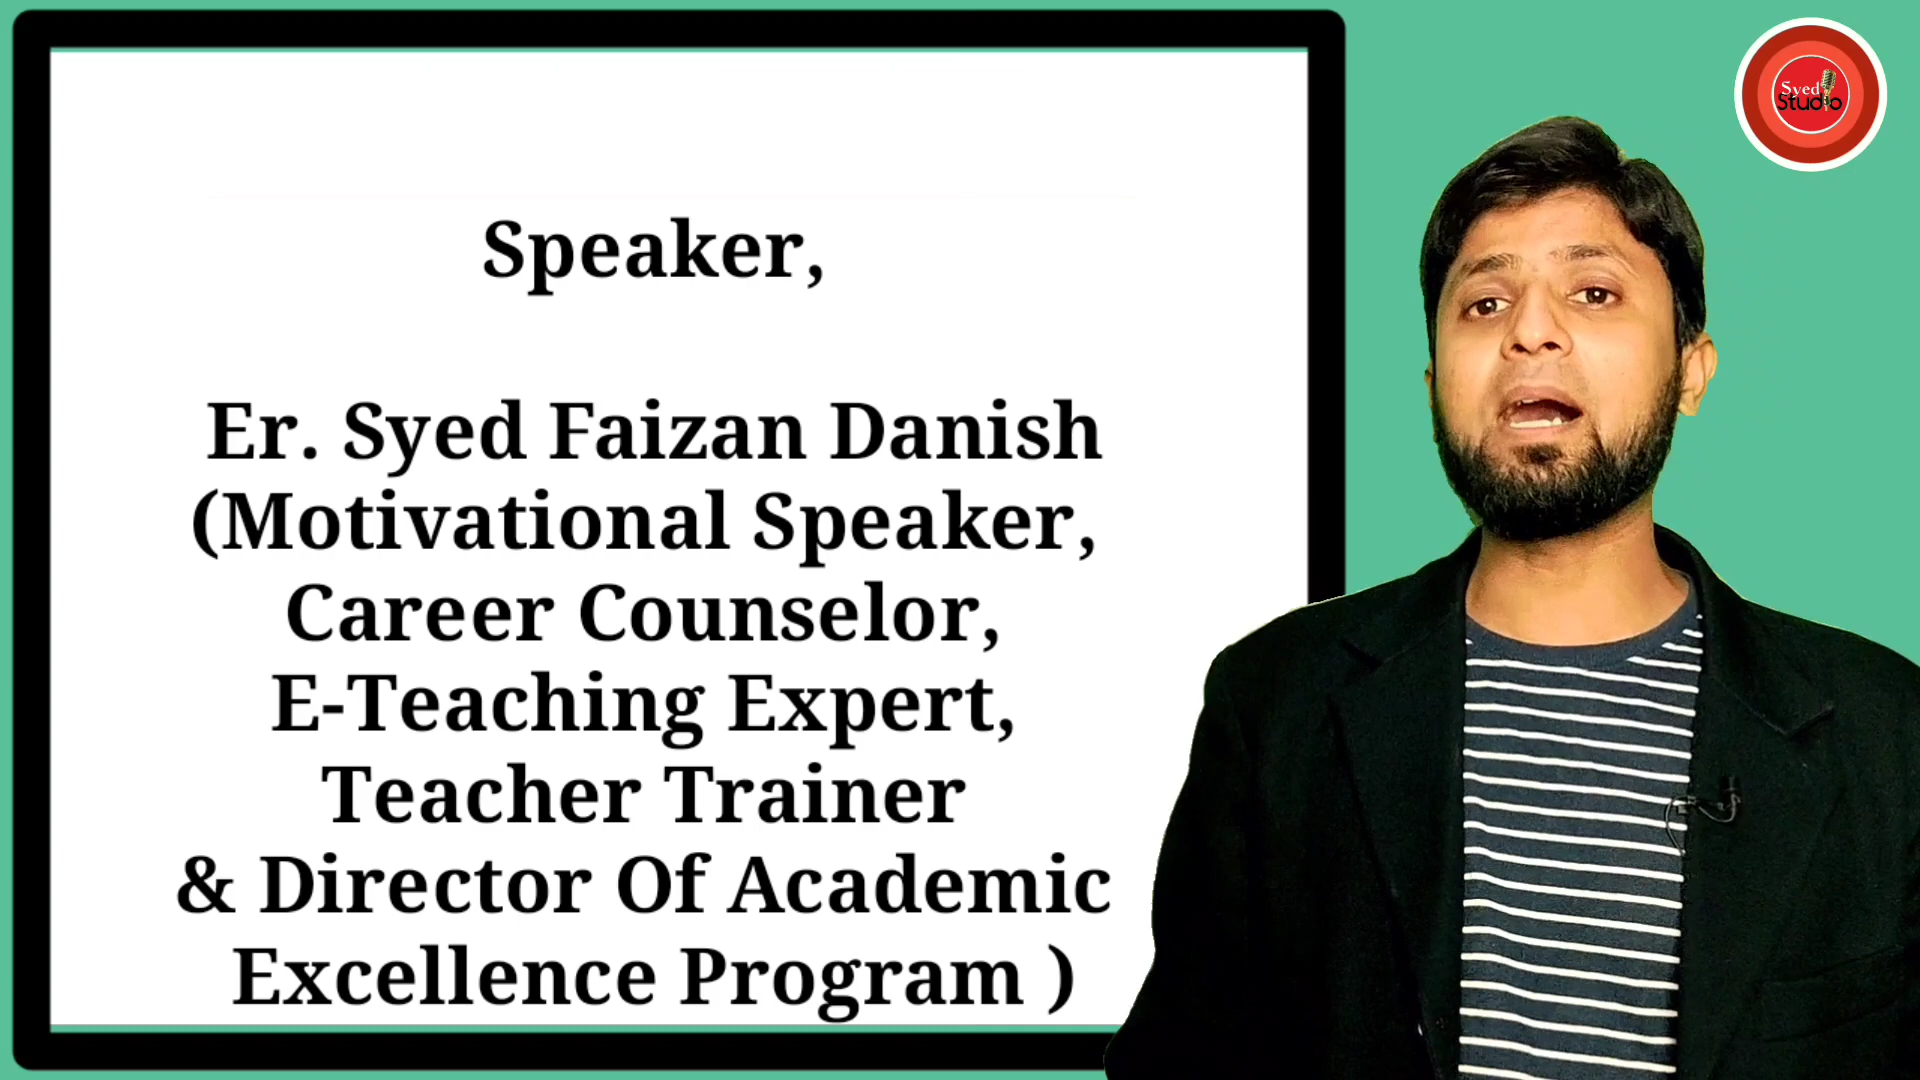 Speaker,
Er. Syed Faizan Danish
(Motivational Speaker,
Career Counselor,
E-Teaching Expert,
Teacher Trainer
& Director Of Academic
Excellence Program )
Syed
Studio